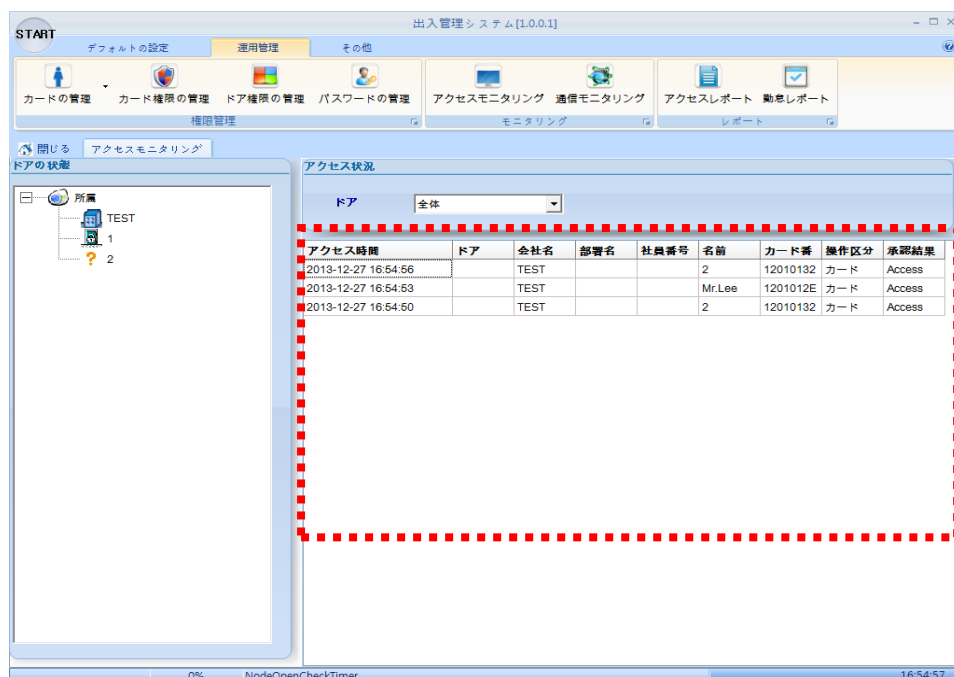 出入管理システム[1.0.0.1]
START
デフォルトの設定 運用管理 その他
カードの管理 カード権限の管理 ドア権限の管理 パスワードの管理 アクセスモニタリング 通信モニタリング アクセスレポート 勤怠レポート
権限管理 モニタリング レポート
閉じる アクセスモニタリング
ドアの状態 アクセス状況
所属
TEST
1
2
ドア 全体
アクセス時間 ドア 会社名 部署名 社員番号 名前 カード番 操作区分 承認結果
2013-12-27 16:54:56 TEST 2 12010132 カード Access
2013-12-27 16:54:53 TEST Mr.Lee 1201012E カード Access
2013-12-27 16:54:50 TEST 2 12010132 カード Access
0% NodeOpenCheckTimer 16:54:57